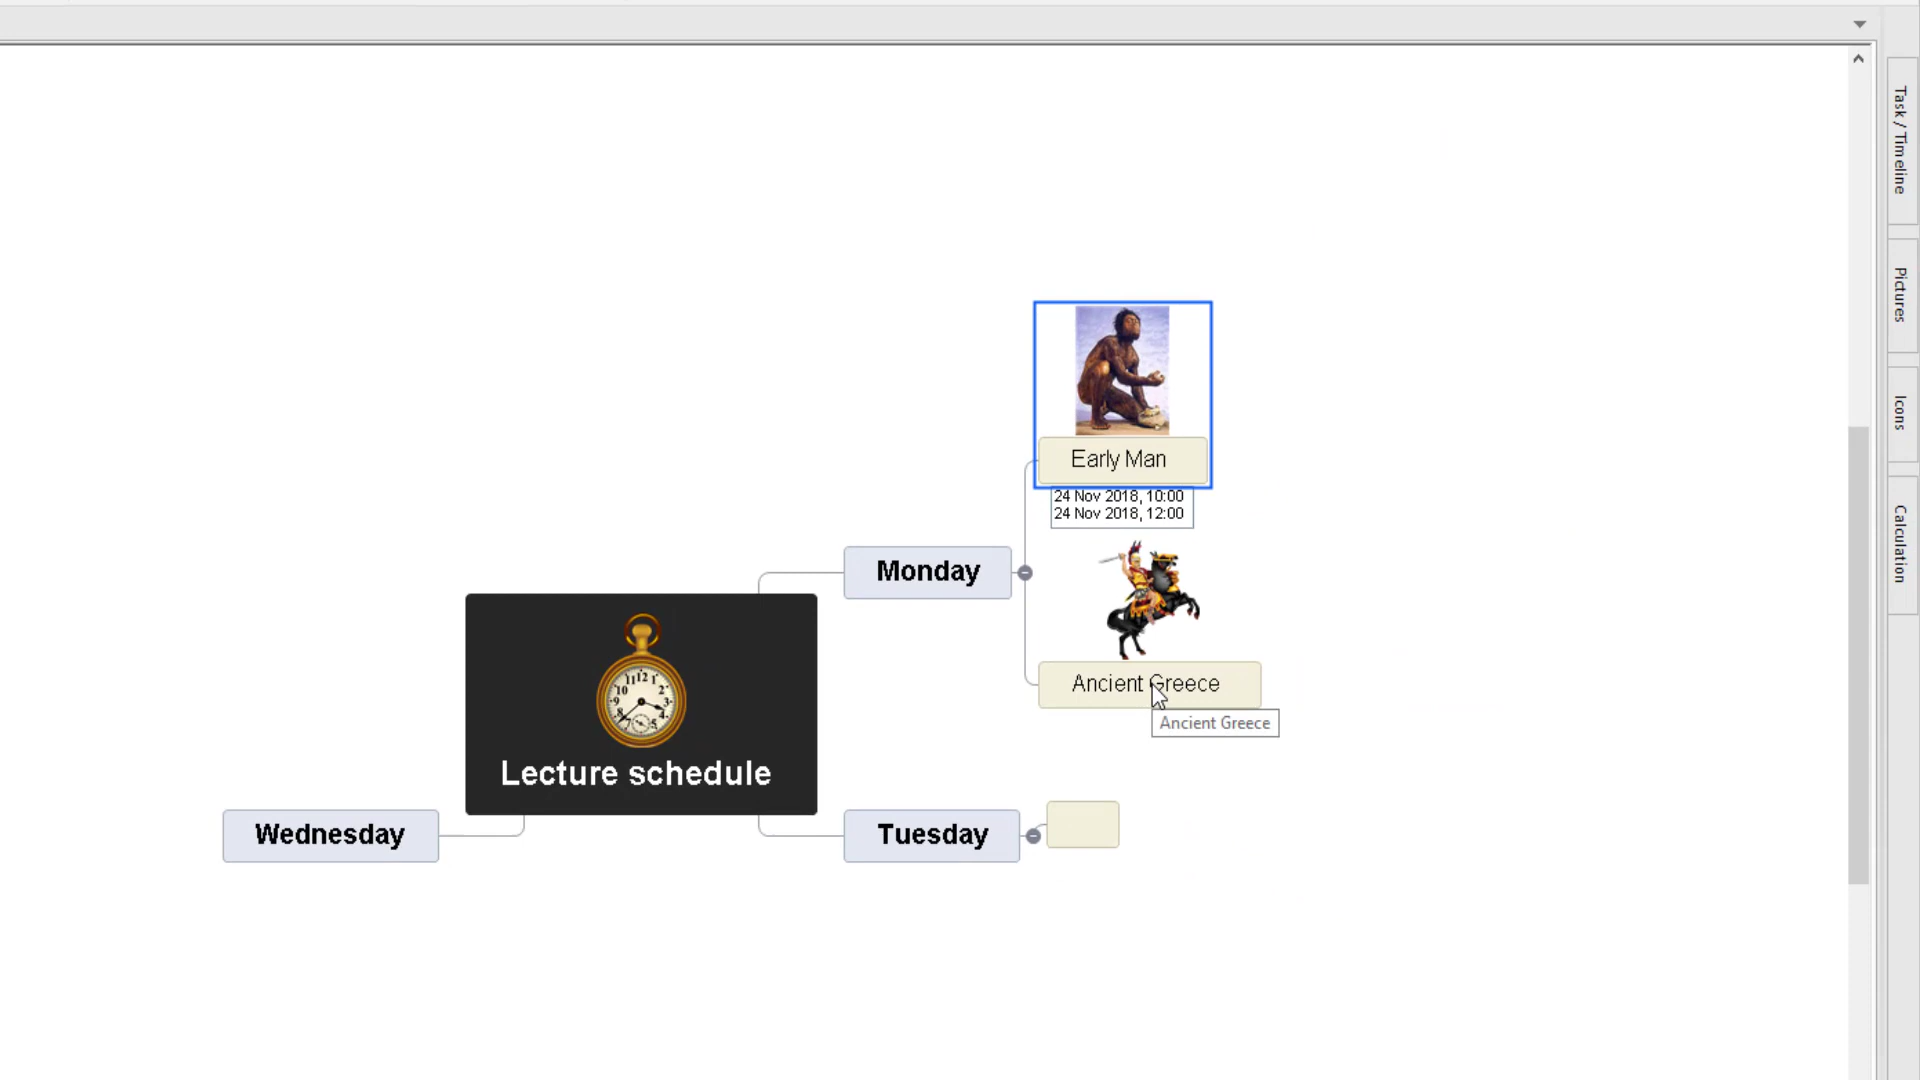 Task / Timeline
Pictures
Icons
Calculation
Early Man
24 Nov 2018, 10:00
24 Nov 2018, 12:00
Monday
Ancient Greece
Ancient Greece
Lecture schedule
Wednesday
Tuesday